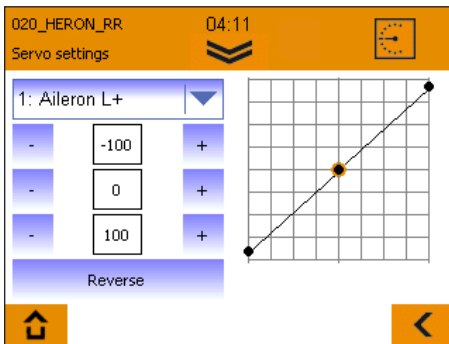 020_HERON_RR 04:11
Servo settings
1: Aileron L+
- -100 +
- 0 +
- 100 +
Reverse